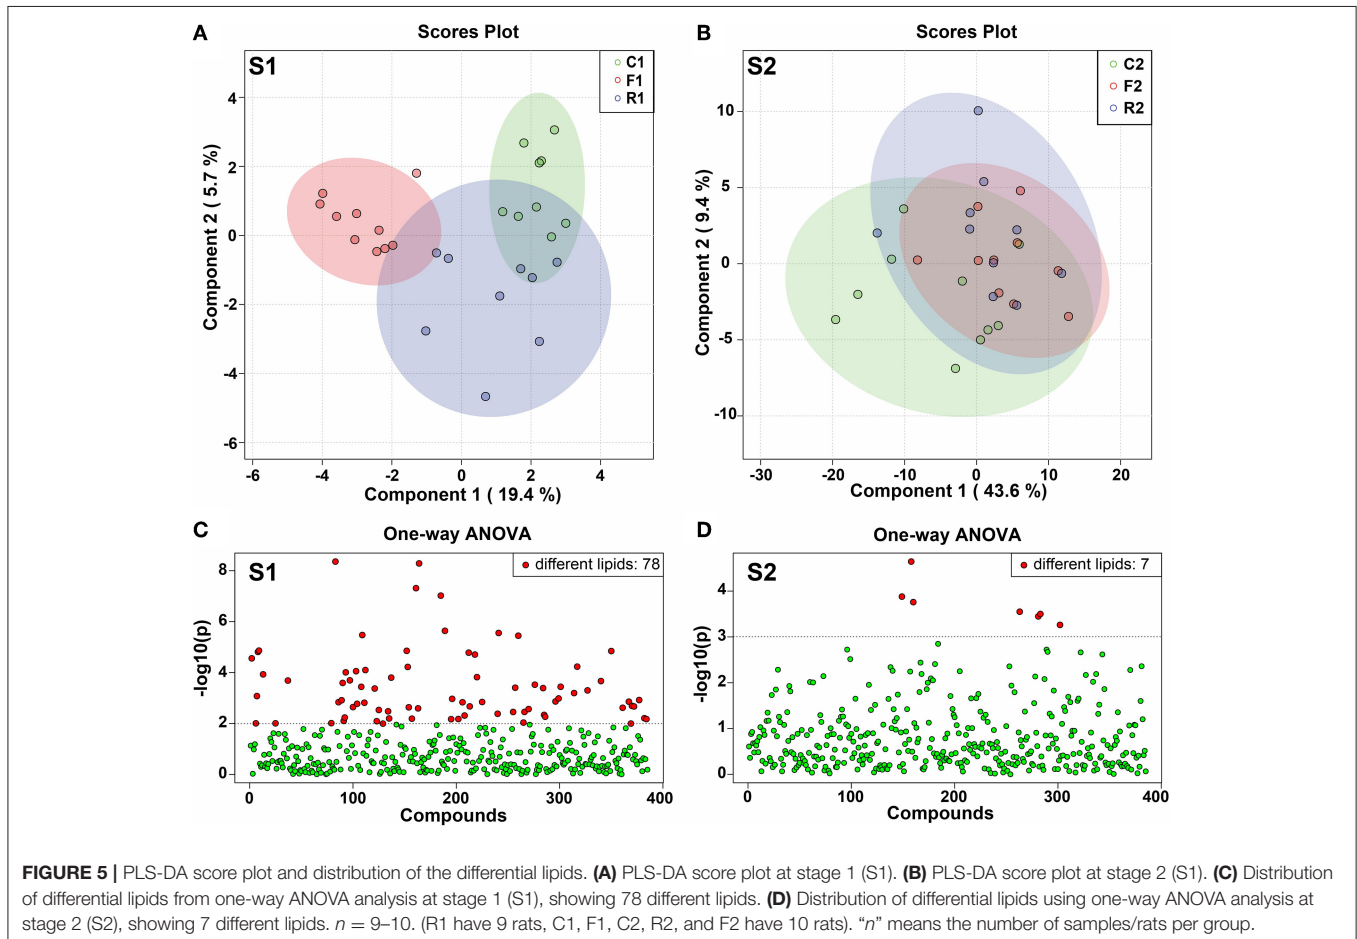 A
Scores Plot
S1
C1
F1
R1
4
2
0
-2
-4
-6
Component 2 ( 5.7 %)
-6
-4
-2
0
2
4
Component 1 ( 19.4 %)
B
Scores Plot
S2
C2
F2
R2
10
5
0
-5
-10
Component 2 ( 9.4 %)
-30
-20
-10
0
10
20
Component 1 ( 43.6 %)
C
One-way ANOVA
S1
different lipids: 78
8
6
4
2
0
-log10(p)
0
100
200
300
400
Compounds
D
One-way ANOVA
S2
different lipids: 7
4
3
2
1
0
-log10(p)
0
100
200
300
400
Compounds
FIGURE 5 | PLS-DA score plot and distribution of the differential lipids. (A) PLS-DA score plot at stage 1 (S1). (B) PLS-DA score plot at stage 2 (S1). (C) Distribution
of differential lipids from one-way ANOVA analysis at stage 1 (S1), showing 78 different lipids. (D) Distribution of differential lipids using one-way ANOVA analysis at
stage 2 (S2), showing 7 different lipids. n = 9–10. (R1 have 9 rats, C1, F1, C2, R2, and F2 have 10 rats). “n” means the number of samples/rats per group.